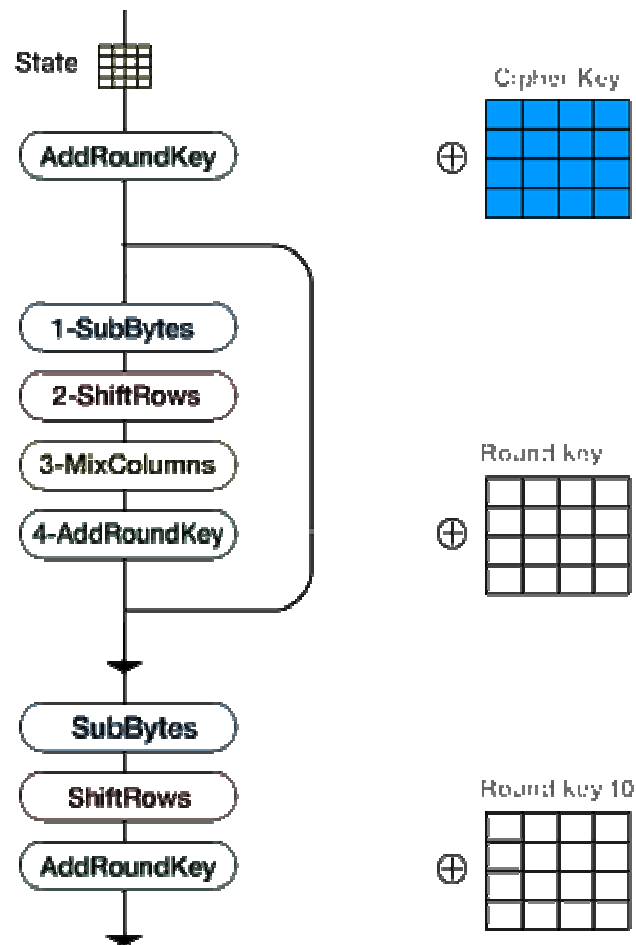 State
Cipher Key
AddRoundKey
1-SubBytes
2-ShiftRows
3-MixColumns
Round key
4-AddRoundKey
SubBytes
ShiftRows
Round key 10
AddRoundKey